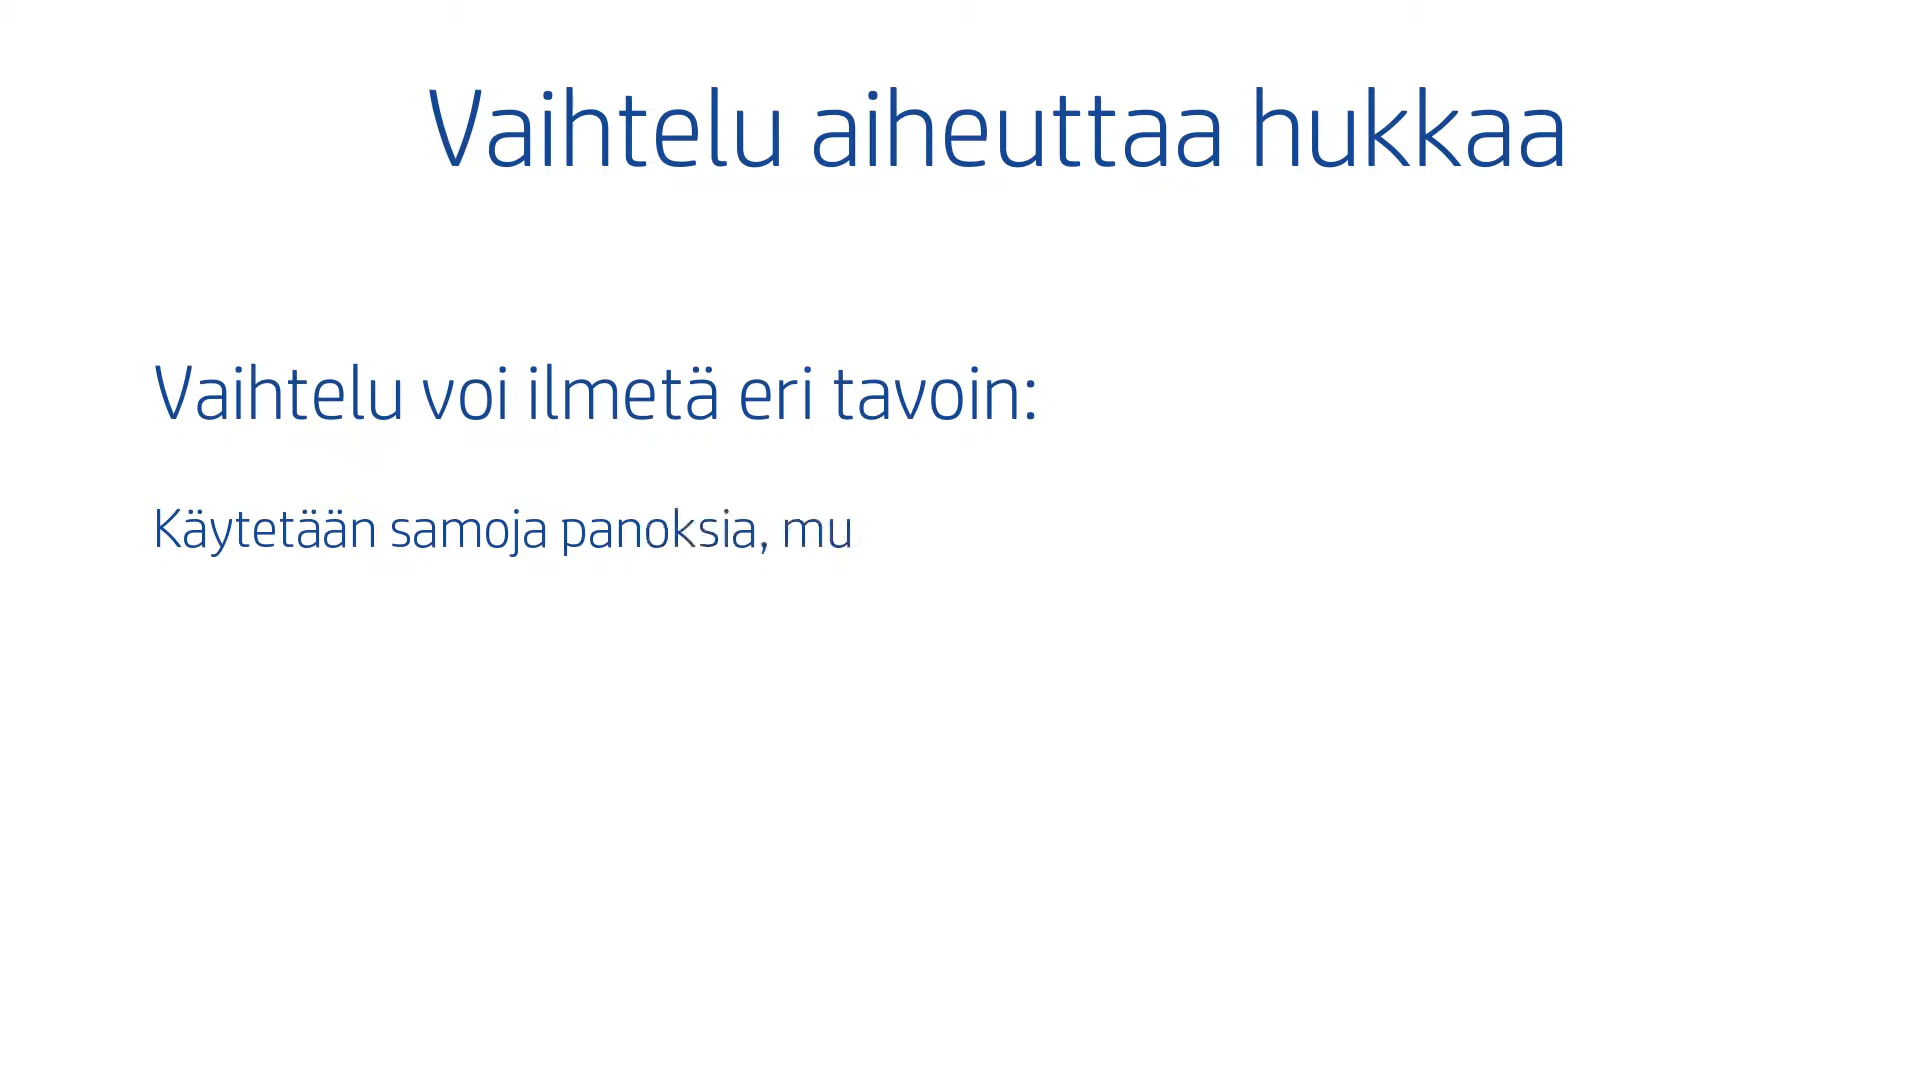 Vaihtelu aiheuttaa hukkaa
Vaihtelu voi ilmetä eri tavoin:
Käytetään samoja panoksia, mu